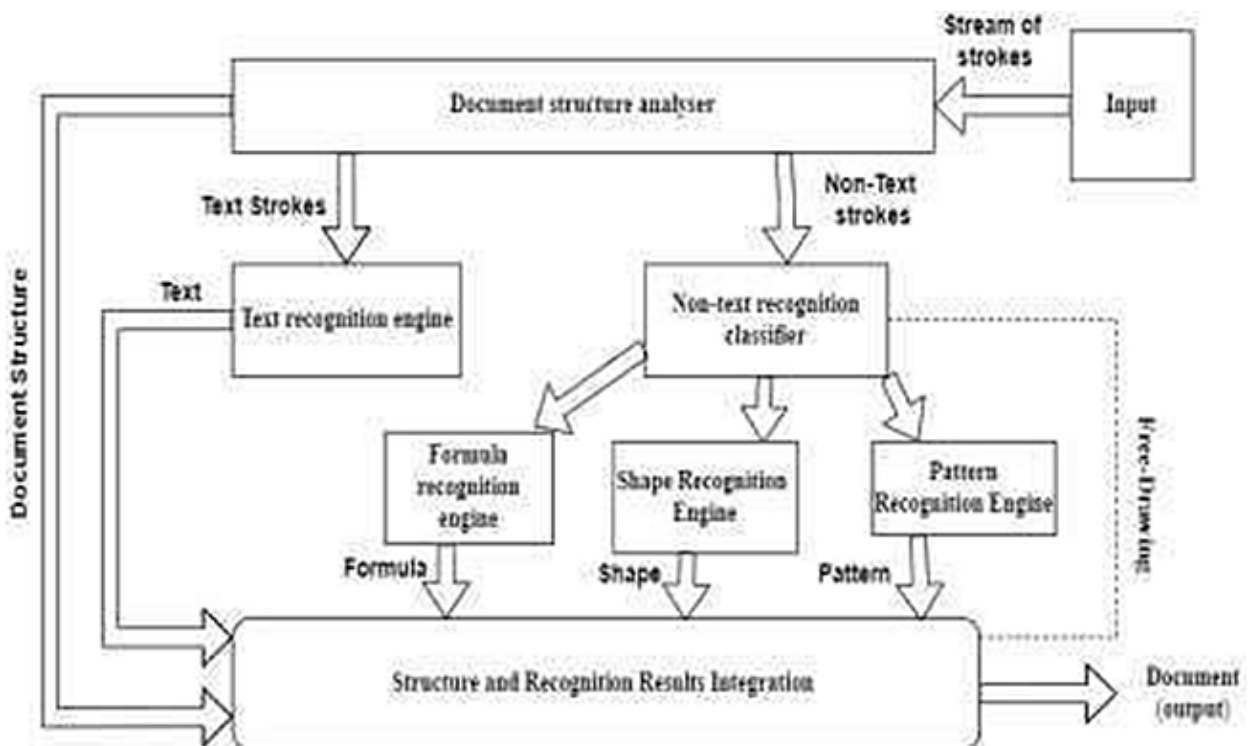 Stream of
strokes
Input
Document structure analyser
Text Strokes
Non-Text
strokes
Document Structure
Text
Text recognition engine
Non-text recognition
classifier
Formula
recognition
engine
Shape Recognition
Engine
Pattern
Recognition Engine
Free-Drawing
Formula
Shape
Pattern
Structure and Recognition Results Integration
Document
(output)